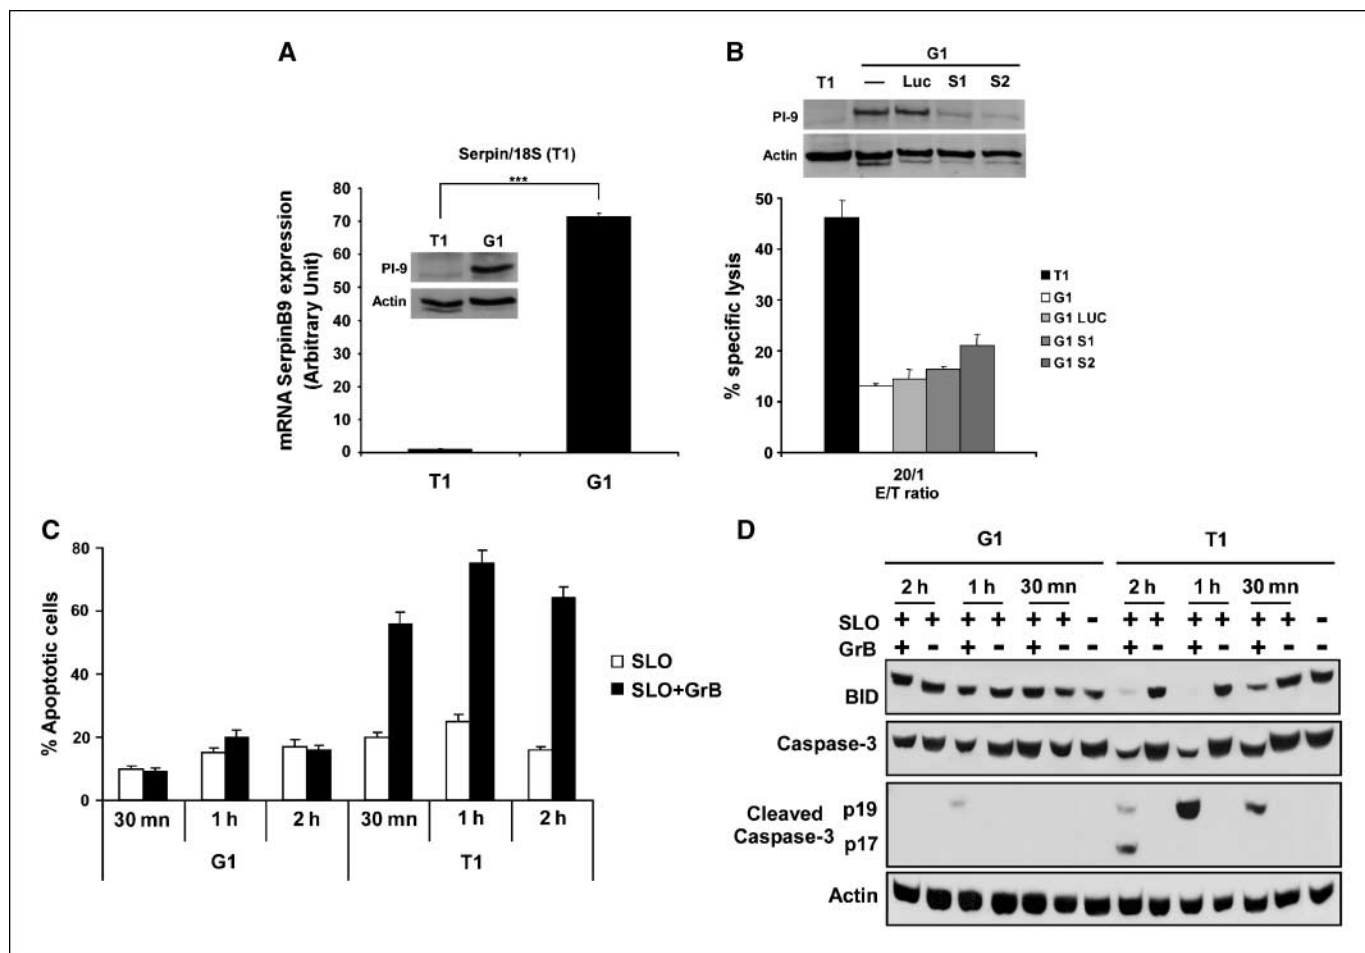 A
Serpin/18S (T1)
***
mRNA SerpinB9 expression
(Arbitrary Unit)
80
70
60
50
40
30
20
10
0
T1 G1
PI-9
Actin
T1 G1
B
G1
T1 — Luc S1 S2
PI-9
Actin
% specific lysis
50
40
30
20
10
0
20/1
E/T ratio
T1
G1
G1 LUC
G1 S1
G1 S2
C
% Apoptotic cells
80
60
40
20
0
30 mn 1 h 2 h 30 mn 1 h 2 h
G1 T1
SLO
SLO+GrB
D
G1 T1
2 h 1 h 30 mn 2 h 1 h 30 mn
SLO + + + + + + - + + + + + + -
GrB + - + - + - - + - + - + - -
BID
Caspase-3
Cleaved
Caspase-3
p19
p17
Actin